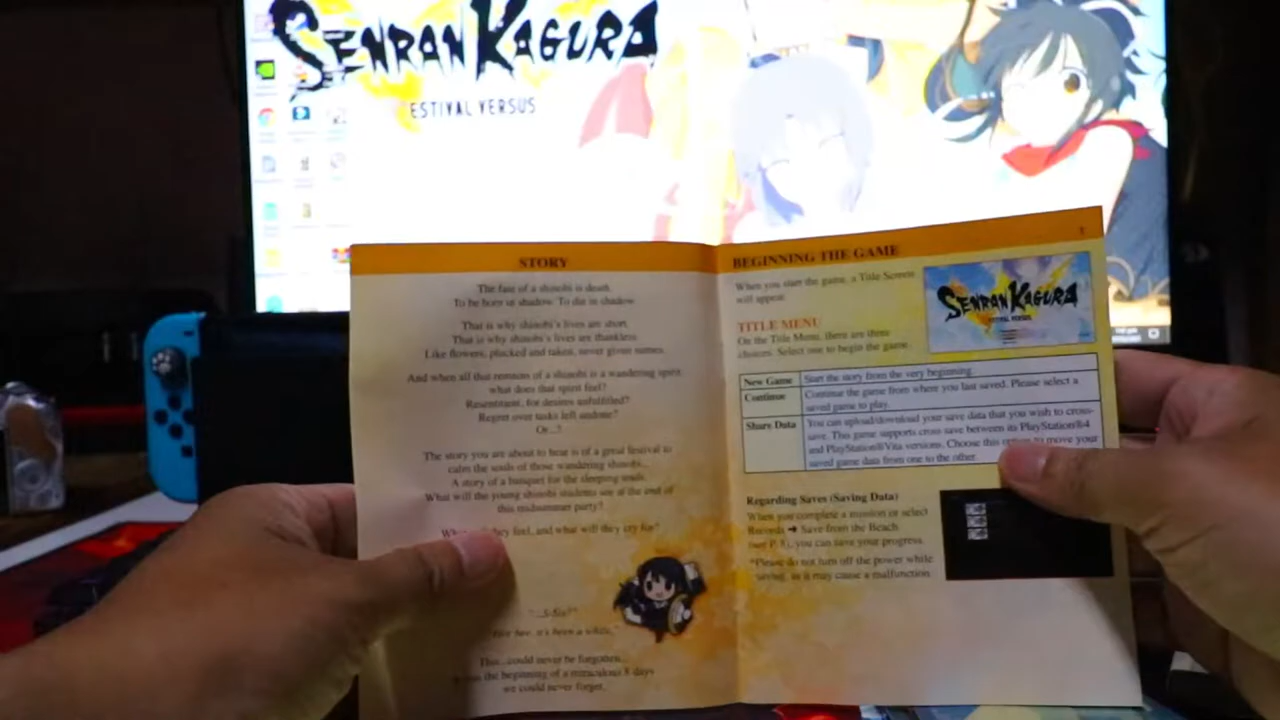 SENRAN KAGURA
ESTIVAL VERSUS
STORY
The fate of a shinobi is death.
To be born in shadow. To die in shadow.
That is why shinobi's lives are short.
That is why shinobi's lives are thankless.
Like flowers, plucked and taken, never given names.
And when all that remains of a shinobi is a wandering spirit,
what does that spirit feel?
Resentment, for desires unfulfilled?
Regret over tasks left undone?
Or...?
The story you are about to hear is of a great festival to
calm the souls of those wandering shinobi...
A story of a banquet for the sleeping souls.
What will the young shinobi students see at the end of
this midsummer party?
they feel, and what will they cry for?
"...S-Sis?"
it's been a while."
This...could never be forgotten...
the beginning of a miraculous 8 days
we could never forget.
BEGINNING THE GAME
When you start the game, a Title Screen
will appear.
SENRAN KAGURA
ESTIVAL VERSUS
TITLE MENU
On the Title Menu, there are three
choices. Select one to begin the game.
New Game Start the story from the very beginning.
Continue Continue the game from where you last saved. Please select a
saved game to play.
Share Data You can upload/download your save data that you wish to cross-
save. This game supports cross save between its PlayStation®4
and PlayStation®Vita versions. Choose this option to move your
saved game data from one to the other.
Regarding Saves (Saving Data)
When you complete a mission or select
Records ➔ Save from the Beach
(see P. 8), you can save your progress.
*Please do not turn off the power while
saving, as it may cause a malfunction.